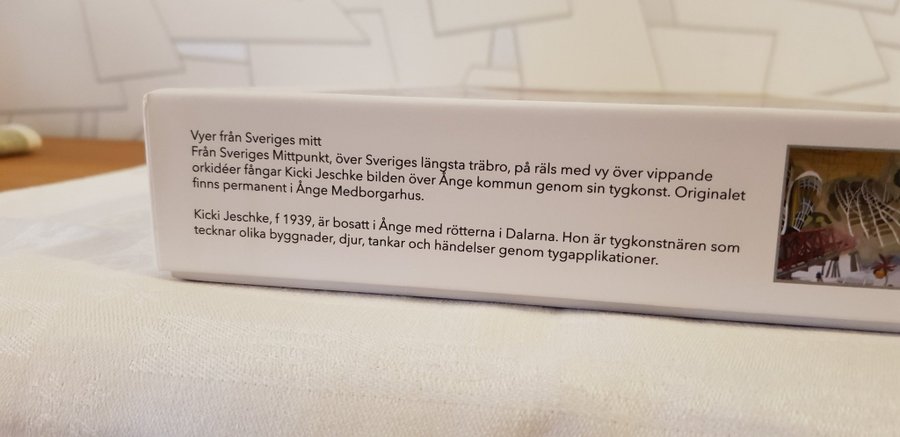 Vyer från Sveriges mitt
Från Sveriges Mittpunkt, över Sveriges längsta träbro, på räls med vy över vippande
orkidéer fångar Kicki Jeschke bilden över Ånge kommun genom sin tygkonst. Originalet
finns permanent i Ånge Medborgarhus.
Kicki Jeschke, f 1939, är bosatt i Ånge med rötterna i Dalarna. Hon är tygkonstnären som
tecknar olika byggnader, djur, tankar och händelser genom tygapplikationer.